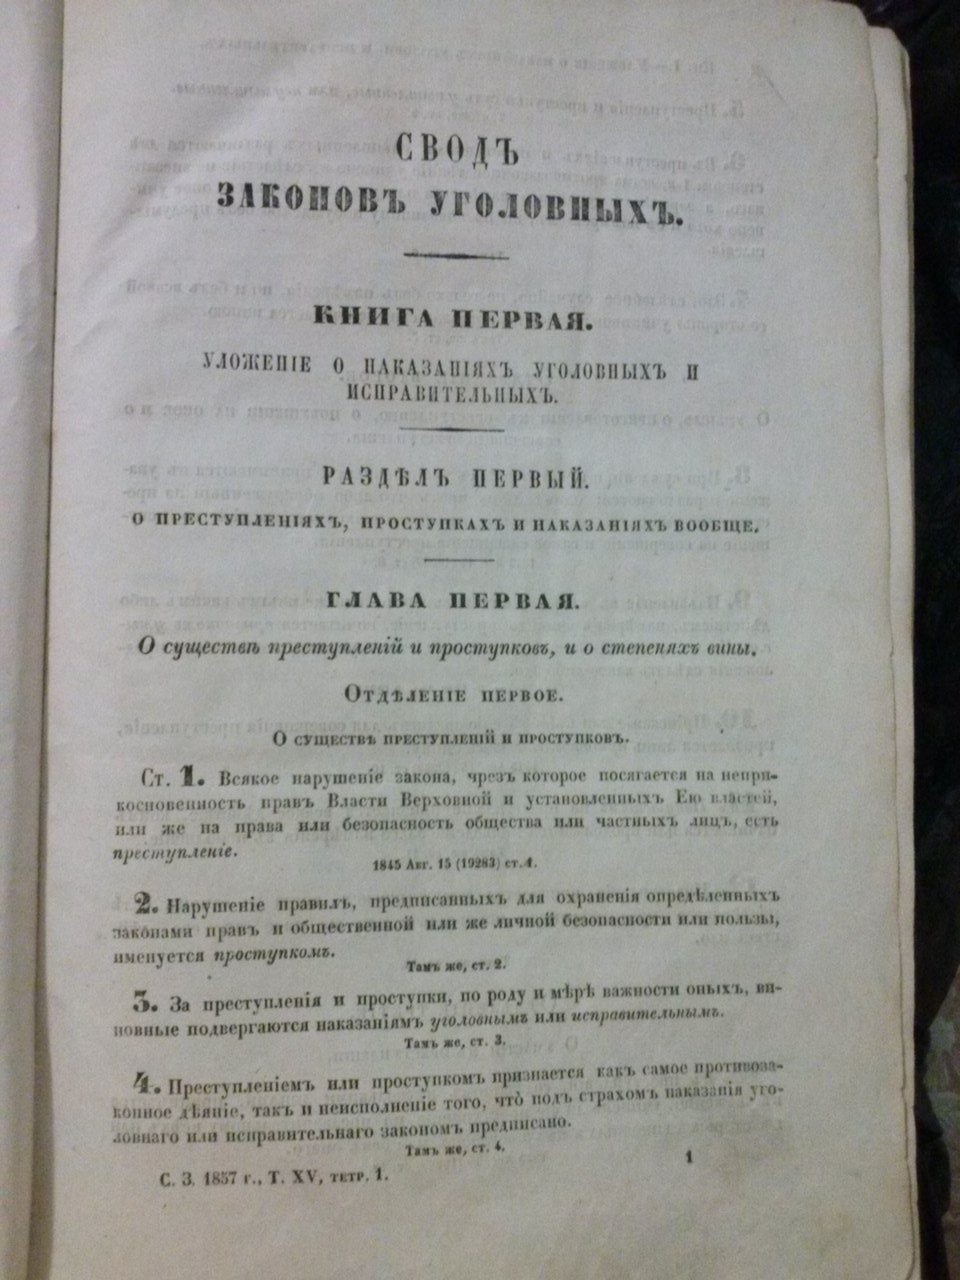 СВОДЪ
ЗАКОНОВЪ УГОЛОВНЫХЪ.
КНИГА ПЕРВАЯ.
УЛОЖЕНІЕ О НАКАЗАНІЯХЪ УГОЛОВНЫХЪ И
ИСПРАВИТЕЛЬНЫХЪ.
РАЗДѢЛЪ ПЕРВЫЙ.
О ПРЕСТУПЛЕНІЯХЪ, ПРОСТУПКАХЪ И НАКАЗАНІЯХЪ ВООБЩЕ.
ГЛАВА ПЕРВАЯ.
О существѣ преступленій и проступковъ, и о степеняхъ вины.
Отдѣленіе первое.
О существѣ преступленій и проступковъ.
Ст. 1. Всякое нарушеніе закона, чрезъ которое посягается на непри-
косновенность правъ Власти Верховной и установленныхъ Ею властей,
или же на права или безопасность общества или частныхъ лицъ, есть
преступленіе.
1845 Авг. 15 (19283) ст. 1.
2. Нарушеніе правилъ, предписанныхъ для охраненія опредѣленныхъ
законами правъ и общественной или же личной безопасности или пользы,
именуется проступкомъ.
Тамъ же, ст. 2.
3. За преступленія и проступки, по роду и мѣрѣ важности оныхъ, ви-
новные подвергаются наказаніямъ уголовнымъ или исправительнымъ.
Тамъ же, ст. 3.
4. Преступленіемъ или проступкомъ признается какъ самое противоза-
конное дѣяніе, такъ и неисполненіе того, что̀ подъ страхомъ наказанія уго-
ловнаго или исправительнаго закономъ предписано.
Тамъ же, ст. 4.
С. З. 1857 г., Т. XV, тетр. 1.
1